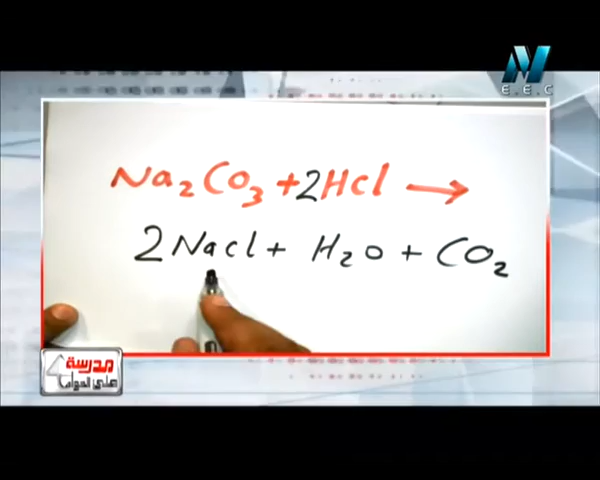 E.E.C
Na₂CO₃ + 2HCl →
2NaCl + H₂O + CO₂
مدرسة
على الهواء